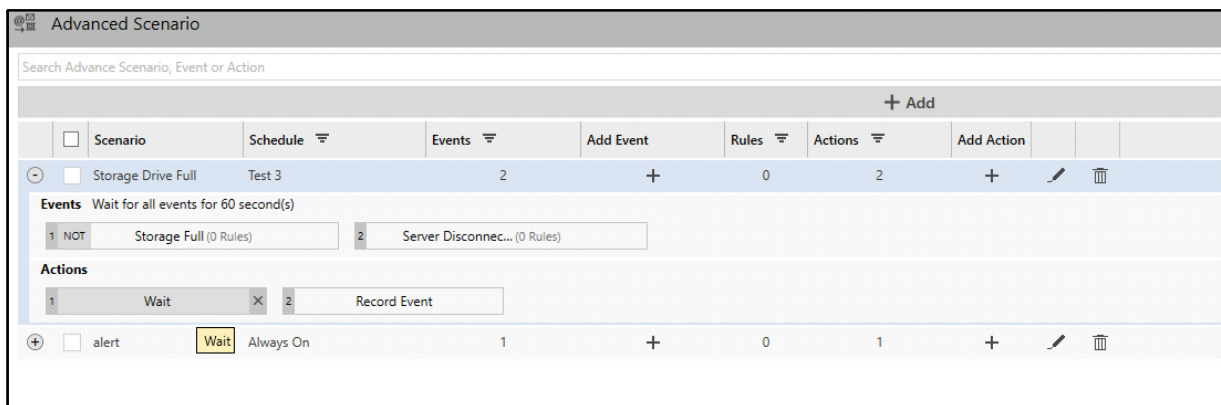 Advanced Scenario
Search Advance Scenario, Event or Action
+ Add
Scenario Schedule Events Add Event Rules Actions Add Action
Storage Drive Full Test 3 2 + 0 2 +
Events Wait for all events for 60 second(s)
1 NOT Storage Full (0 Rules) 2 Server Disconnec... (0 Rules)
Actions
1 Wait 2 Record Event
alert Wait Always On 1 + 0 1 +